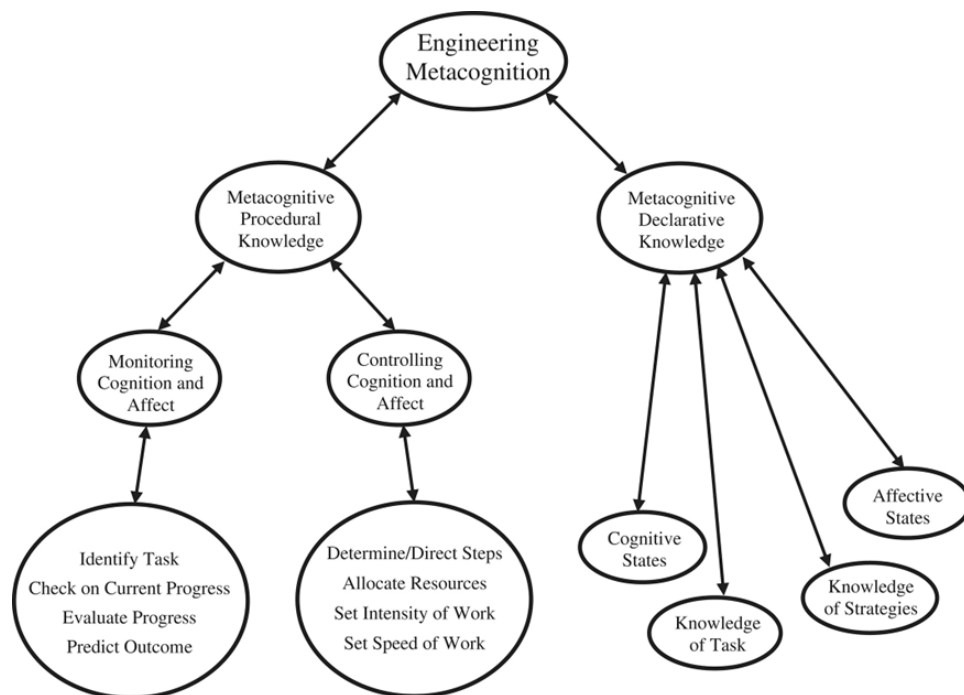 Engineering
Metacognition
Metacognitive
Procedural
Knowledge
Metacognitive
Declarative
Knowledge
Monitoring
Cognition and
Affect
Controlling
Cognition and
Affect
Identify Task
Check on Current Progress
Evaluate Progress
Predict Outcome
Determine/Direct Steps
Allocate Resources
Set Intensity of Work
Set Speed of Work
Cognitive
States
Knowledge
of Task
Knowledge
of Strategies
Affective
States